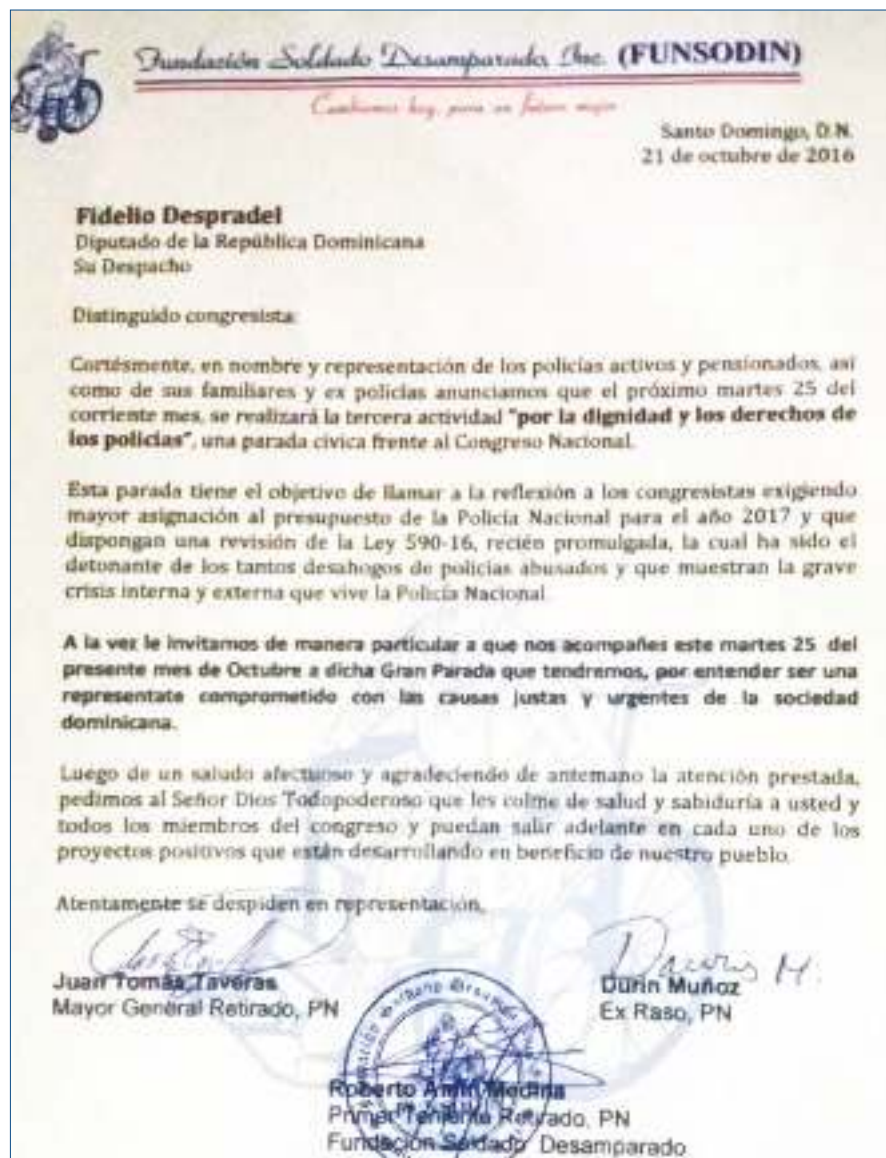 Fundación Soldado Desamparado, Inc. (FUNSODIN)
Cambiemos hoy, para un futuro mejor
Santo Domingo, D.N.
21 de octubre de 2016
Fidelio Despradel
Diputado de la República Dominicana
Su Despacho
Distinguido congresista:
Cortésmente, en nombre y representación de los policías activos y pensionados, así
como de sus familiares y ex policías anunciamos que el próximo martes 25 del
corriente mes, se realizará la tercera actividad "por la dignidad y los derechos de
los policías", una parada cívica frente al Congreso Nacional.
Esta parada tiene el objetivo de llamar a la reflexión a los congresistas exigiendo
mayor asignación al presupuesto de la Policía Nacional para el año 2017 y que
dispongan una revisión de la Ley 590-16, recién promulgada, la cual ha sido el
detonante de los tantos desahogos de policías abusados y que muestran la grave
crisis interna y externa que vive la Policía Nacional.
A la vez le invitamos de manera particular a que nos acompañes este martes 25 del
presente mes de Octubre a dicha Gran Parada que tendremos, por entender ser una
representate comprometido con las causas justas y urgentes de la sociedad
dominicana.
Luego de un saludo afectuoso y agradeciendo de antemano la atención prestada,
pedimos al Señor Dios Todopoderoso que les colme de salud y sabiduría a usted y
todos los miembros del congreso y puedan salir adelante en cada uno de los
proyectos positivos que están desarrollando en beneficio de nuestro pueblo.
Atentamente se despiden en representación,
Juan Tomás Taveras
Mayor General Retirado, PN
Durin Muñoz
Ex Raso, PN
Roberto Amin Medina
Primer Teniente Retirado, PN
Fundación Soldado Desamparado